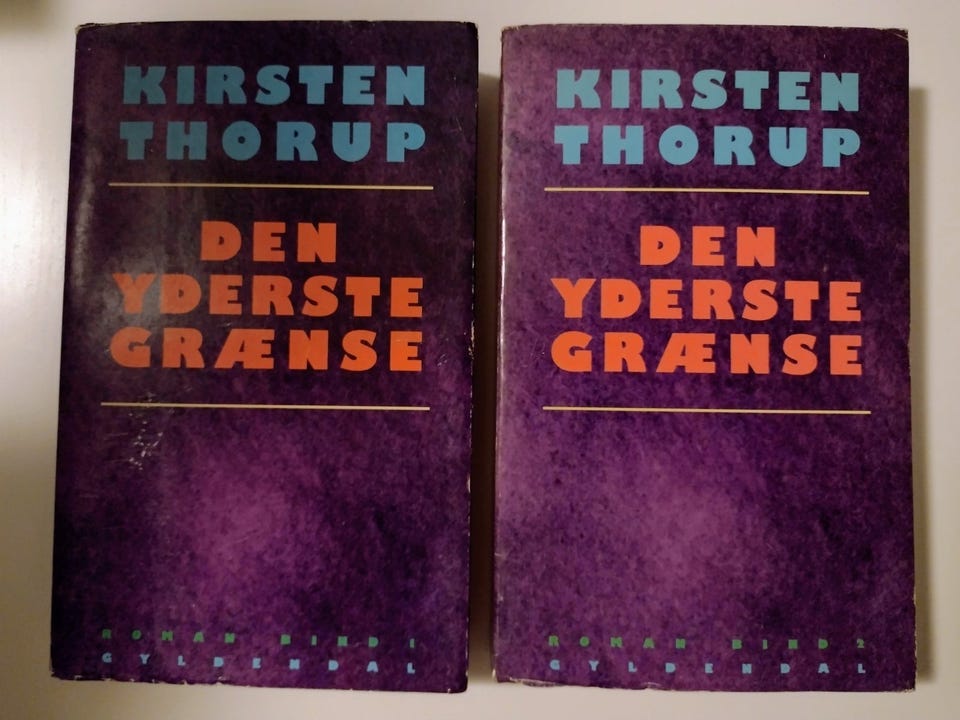 KIRSTEN
THORUP
DEN
YDERSTE
GRÆNSE
ROMAN BIND 1
GYLDENDAL
KIRSTEN
THORUP
DEN
YDERSTE
GRÆNSE
ROMAN BIND 2
GYLDENDAL